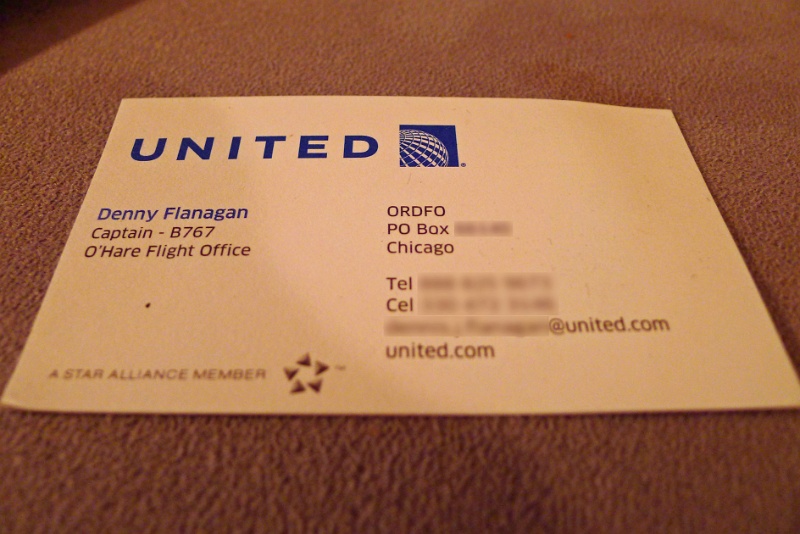 UNITED
Denny Flanagan
Captain - B767
O'Hare Flight Office
ORDFO
PO Box
Chicago
Tel
Cel
@united.com
united.com
A STAR ALLIANCE MEMBER ™